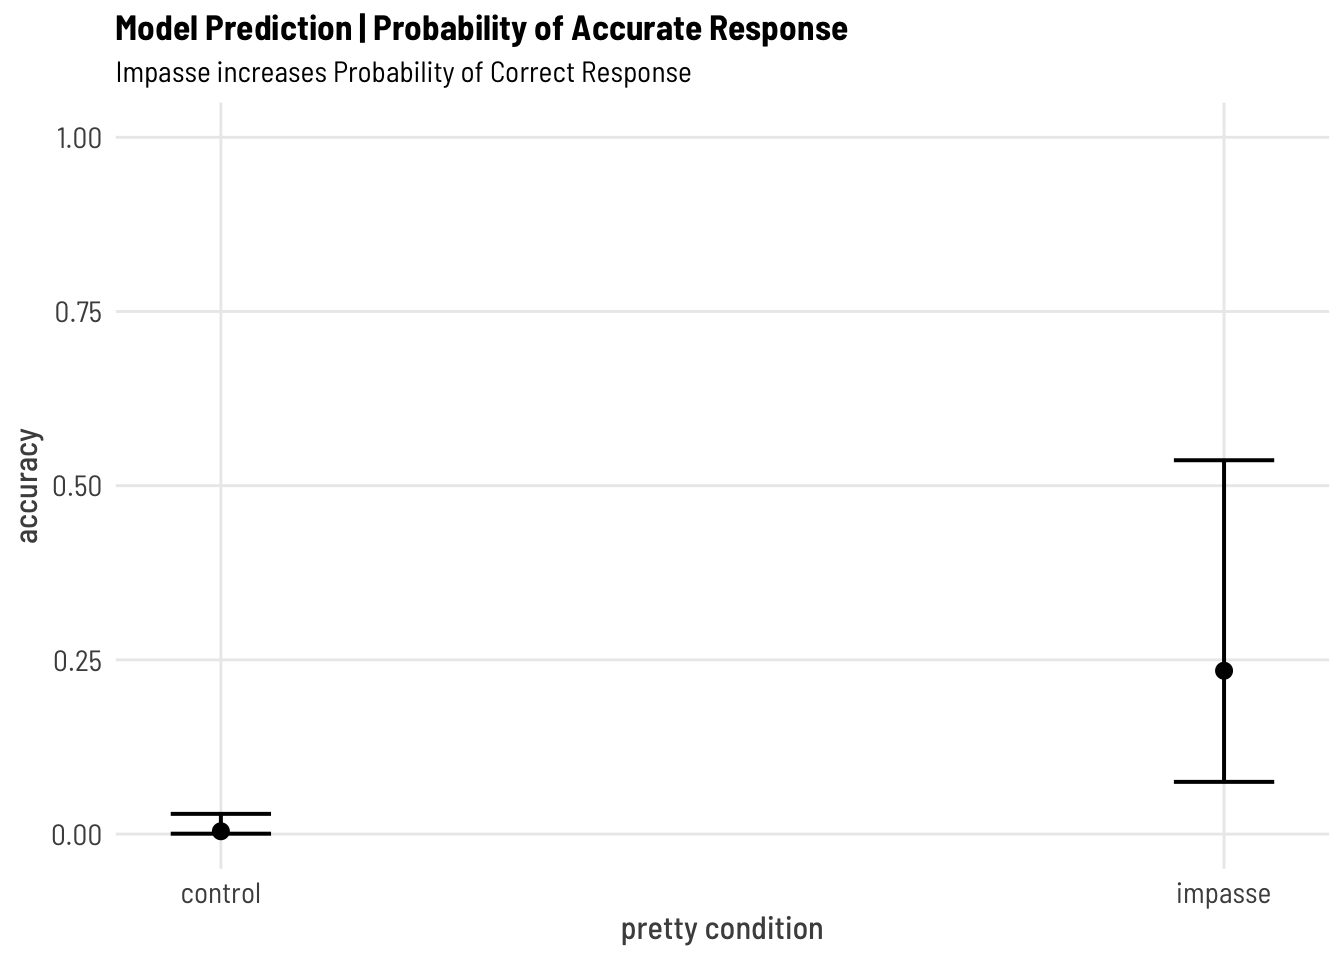 Model Prediction | Probability of Accurate Response
Impasse increases Probability of Correct Response
1.00
0.75
0.50
0.25
0.00
accuracy
control
impasse
pretty condition